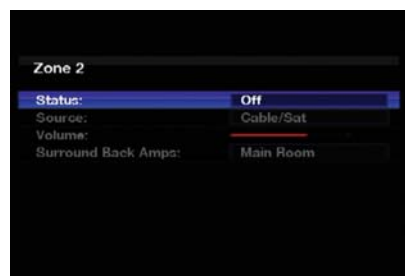 Zone 2
Status: Off
Source: Cable/Sat
Volume:
Surround Back Amps: Main Room